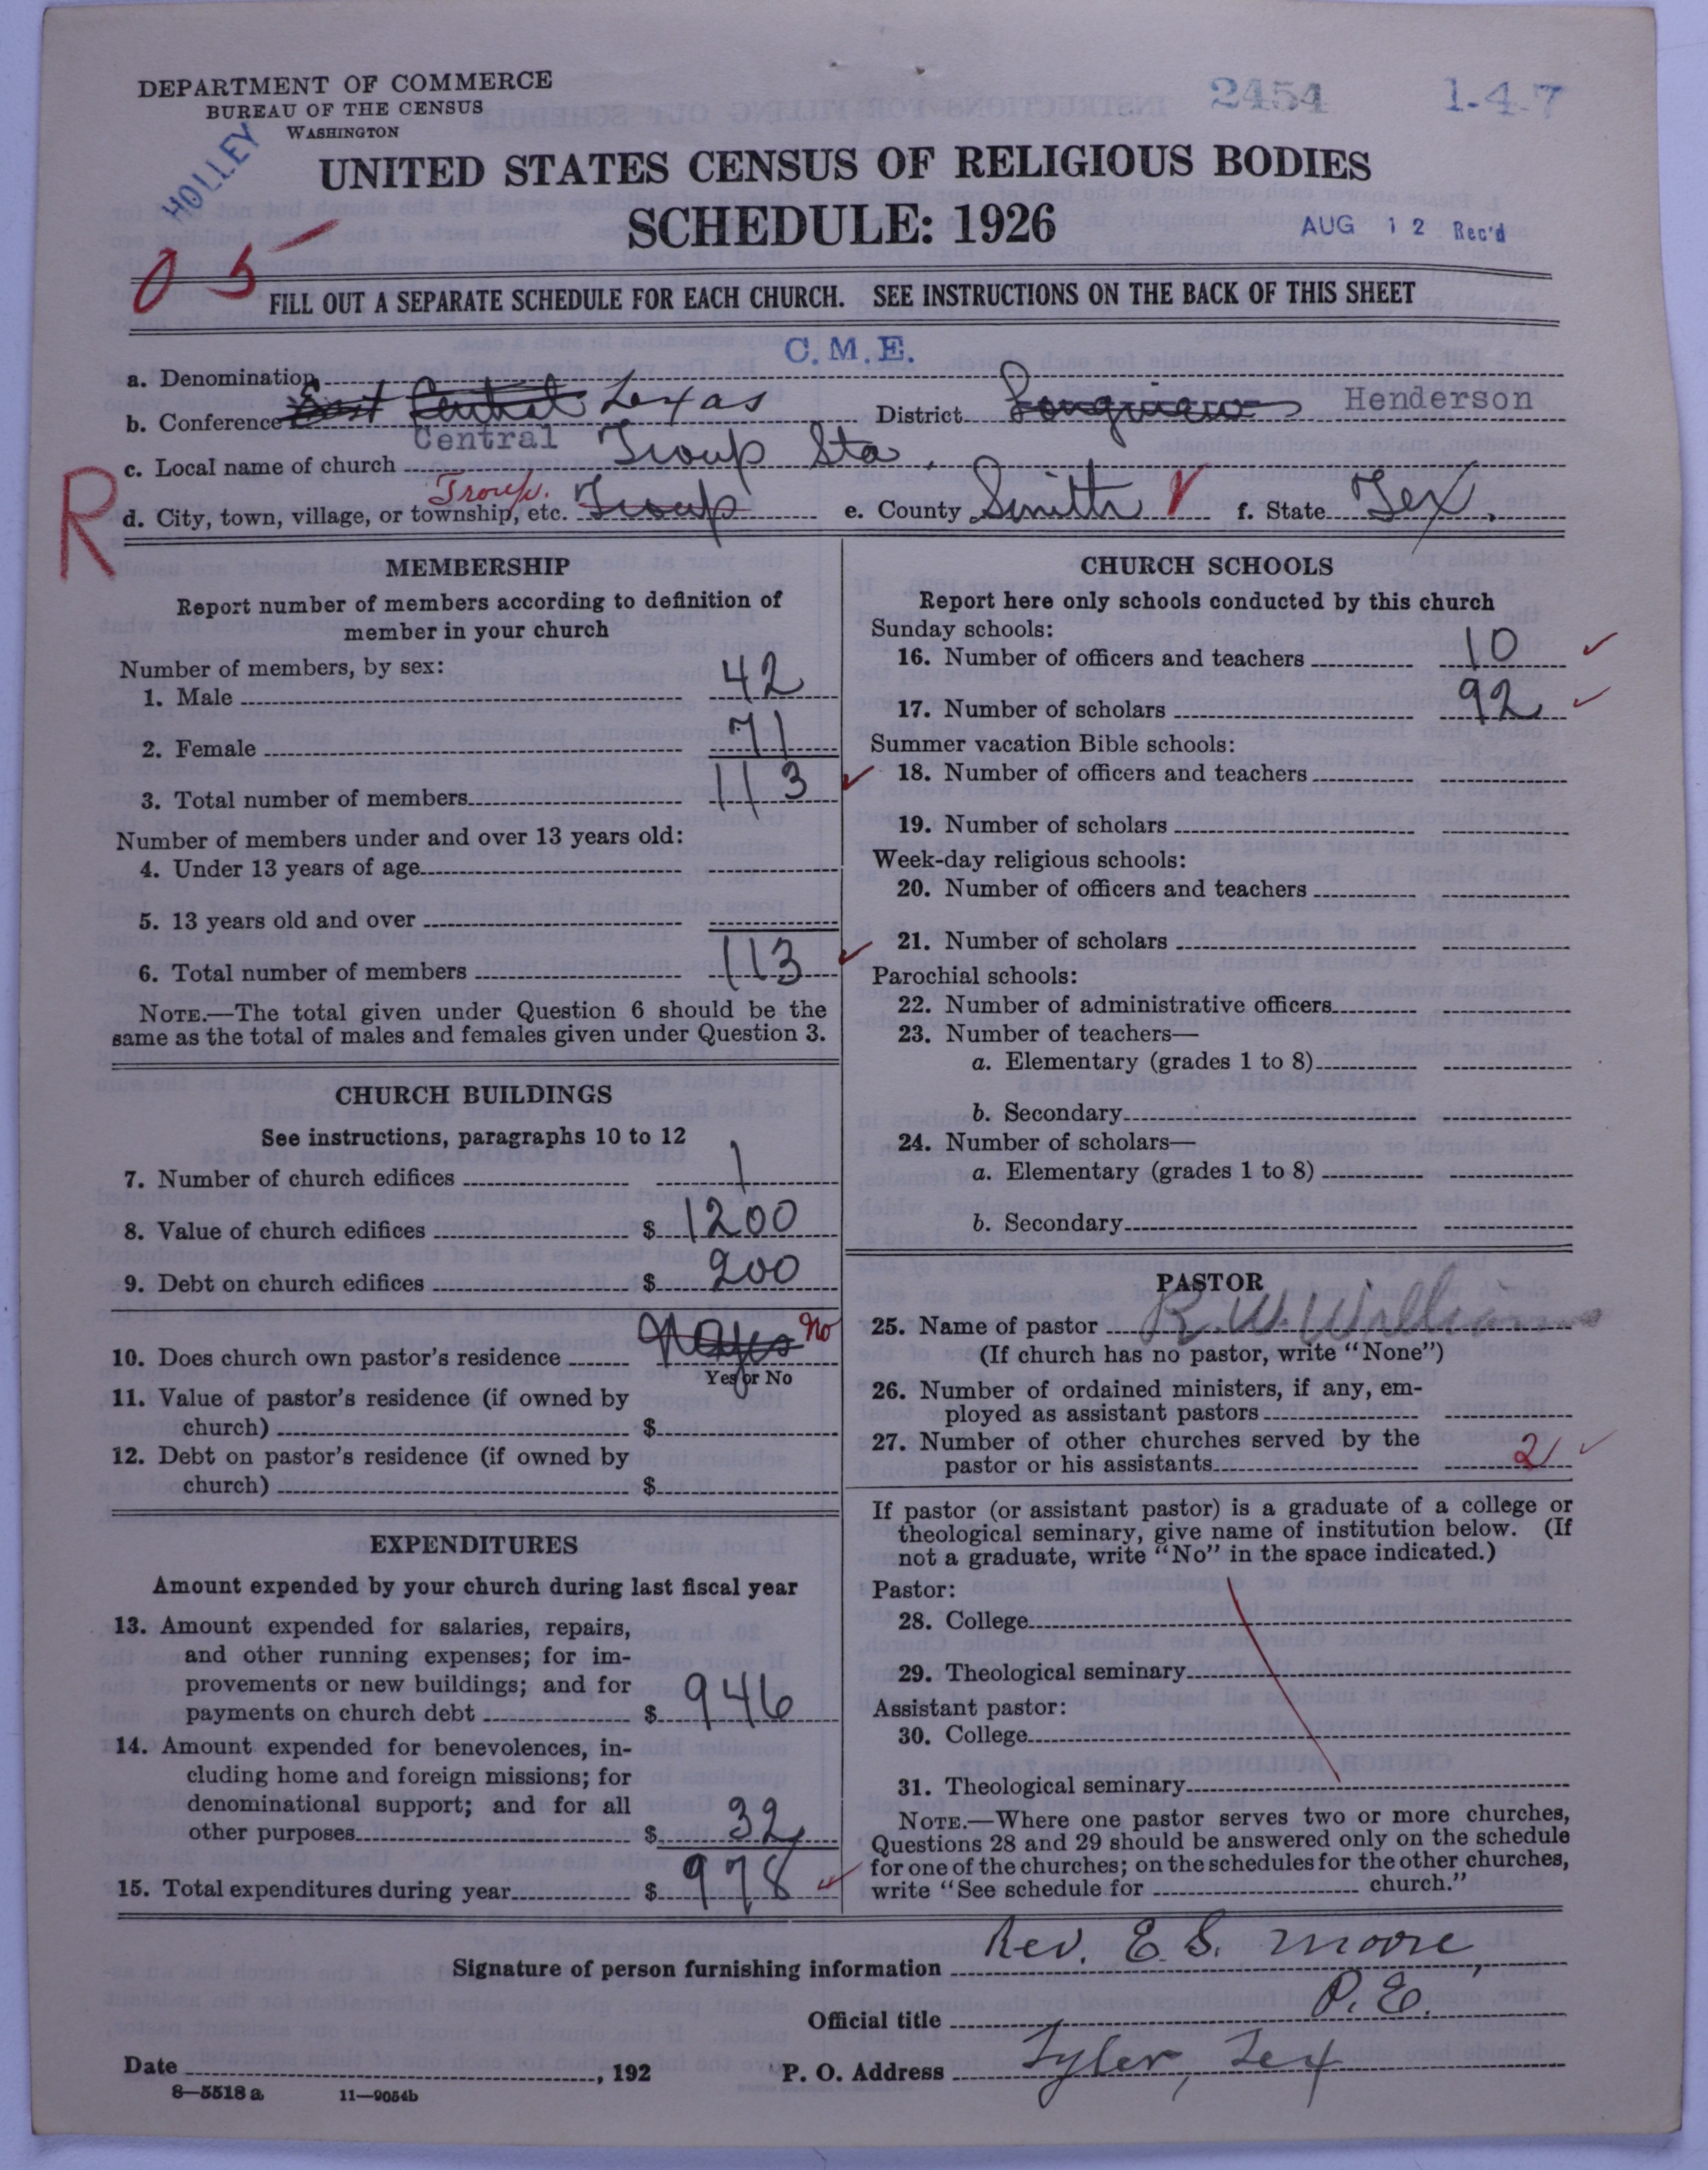 DEPARTMENT OF COMMERCE
BUREAU OF THE CENSUS
WASHINGTON
HOLLEY
2454 1-4-7
UNITED STATES CENSUS OF RELIGIOUS BODIES
SCHEDULE: 1926
AUG 12 Rec'd
05
FILL OUT A SEPARATE SCHEDULE FOR EACH CHURCH. SEE INSTRUCTIONS ON THE BACK OF THIS SHEET
a. Denomination C. M. E.
b. Conference East Central Texas District Longview Henderson
Central
c. Local name of church Troup Sta.
R
d. City, town, village, or township, etc. Troup. Troup e. County Smith f. State Tex.
MEMBERSHIP
Report number of members according to definition of
member in your church
Number of members, by sex:
1. Male 42
2. Female 71
3. Total number of members 113
Number of members under and over 13 years old:
4. Under 13 years of age
5. 13 years old and over
6. Total number of members 113
NOTE.—The total given under Question 6 should be the
same as the total of males and females given under Question 3.
CHURCH BUILDINGS
See instructions, paragraphs 10 to 12
7. Number of church edifices 1
8. Value of church edifices $ 1200
9. Debt on church edifices $ 200
10. Does church own pastor's residence No
Yes or No
11. Value of pastor's residence (if owned by
church) $
12. Debt on pastor's residence (if owned by
church) $
EXPENDITURES
Amount expended by your church during last fiscal year
13. Amount expended for salaries, repairs,
and other running expenses; for im-
provements or new buildings; and for
payments on church debt $ 946
14. Amount expended for benevolences, in-
cluding home and foreign missions; for
denominational support; and for all
other purposes $ 32
15. Total expenditures during year $ 978
CHURCH SCHOOLS
Report here only schools conducted by this church
Sunday schools:
16. Number of officers and teachers 10
17. Number of scholars 92
Summer vacation Bible schools:
18. Number of officers and teachers
19. Number of scholars
Week-day religious schools:
20. Number of officers and teachers
21. Number of scholars
Parochial schools:
22. Number of administrative officers
23. Number of teachers—
a. Elementary (grades 1 to 8)
b. Secondary
24. Number of scholars—
a. Elementary (grades 1 to 8)
b. Secondary
PASTOR
25. Name of pastor R. W. Williams
(If church has no pastor, write "None")
26. Number of ordained ministers, if any, em-
ployed as assistant pastors
27. Number of other churches served by the
pastor or his assistants 2
If pastor (or assistant pastor) is a graduate of a college or
theological seminary, give name of institution below. (If
not a graduate, write "No" in the space indicated.)
Pastor:
28. College
29. Theological seminary
Assistant pastor:
30. College
31. Theological seminary
NOTE.—Where one pastor serves two or more churches,
Questions 28 and 29 should be answered only on the schedule
for one of the churches; on the schedules for the other churches,
write "See schedule for church."
Signature of person furnishing information Rev. E. S. Moore,
Official title P. E.
Date , 192 P. O. Address Tyler, Tex
8—5518 a 11—9054b